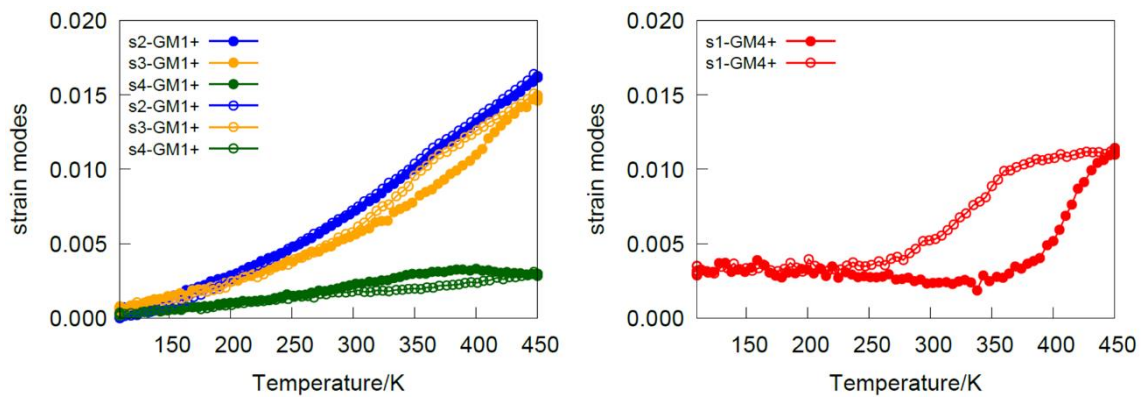 strain modes
0.020
0.015
0.010
0.005
0.000
s2-GM1+
s3-GM1+
s4-GM1+
s2-GM1+
s3-GM1+
s4-GM1+
150 200 250 300 350 400 450
Temperature/K
strain modes
0.020
0.015
0.010
0.005
0.000
s1-GM4+
s1-GM4+
150 200 250 300 350 400 450
Temperature/K